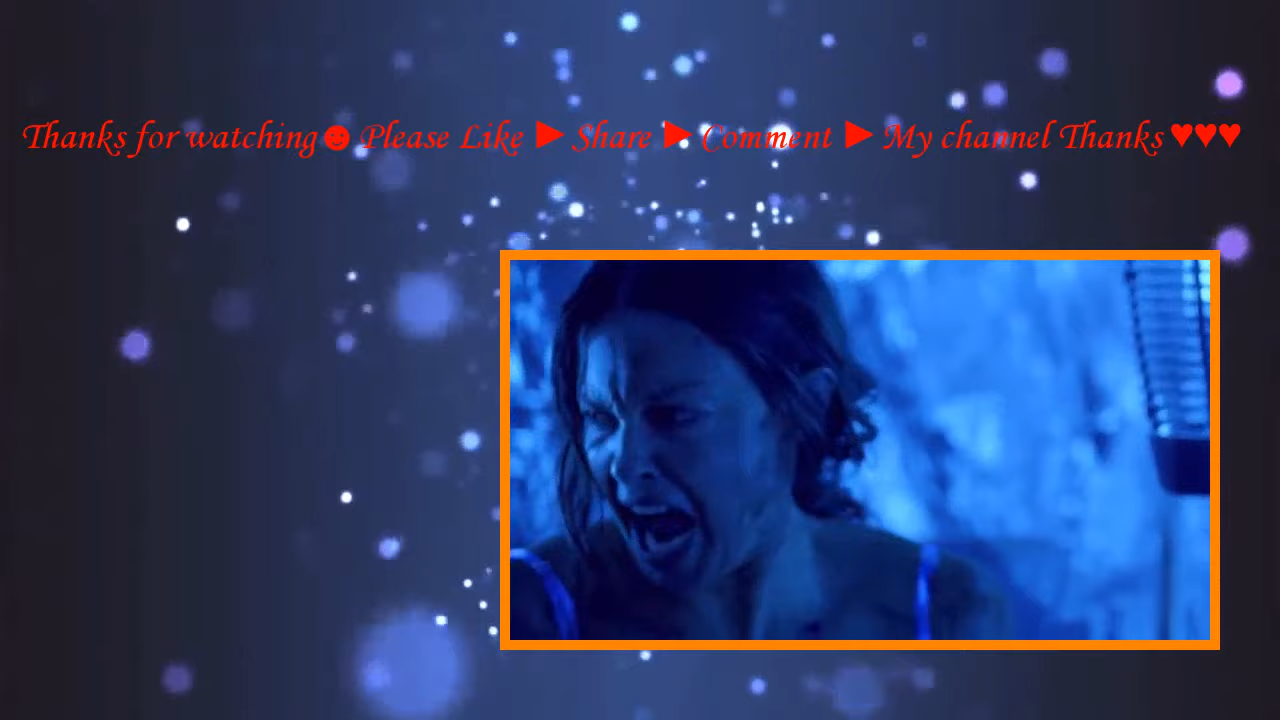 Thanks for watching☻Please Like ► Share ► Comment ► My channel Thanks ♥♥♥